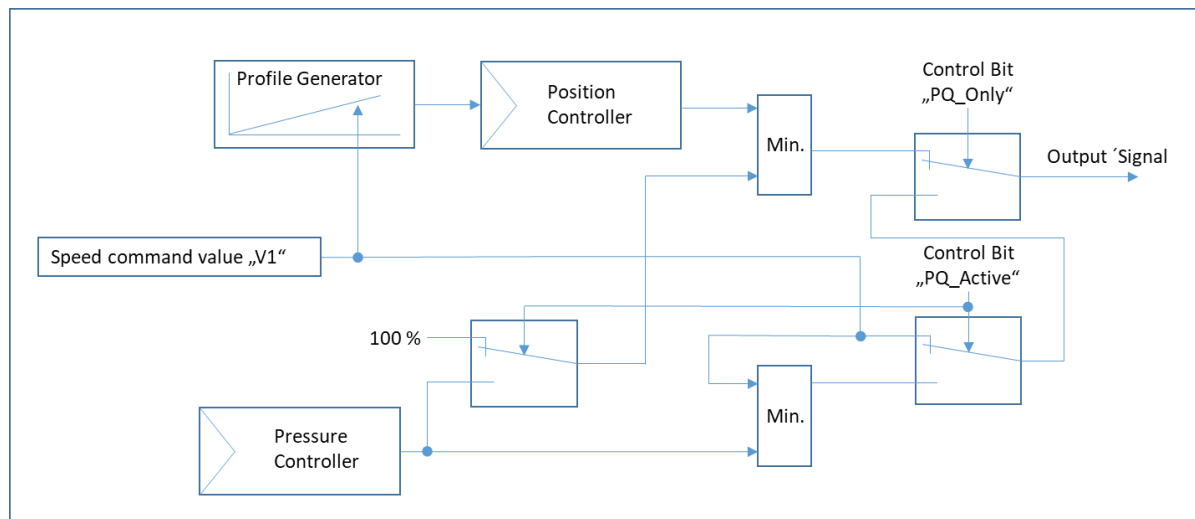 Profile Generator
Position
Controller
Control Bit
„PQ_Only“
Min.
Output ´Signal
Speed command value „V1“
Control Bit
„PQ_Active“
100 %
Min.
Pressure
Controller